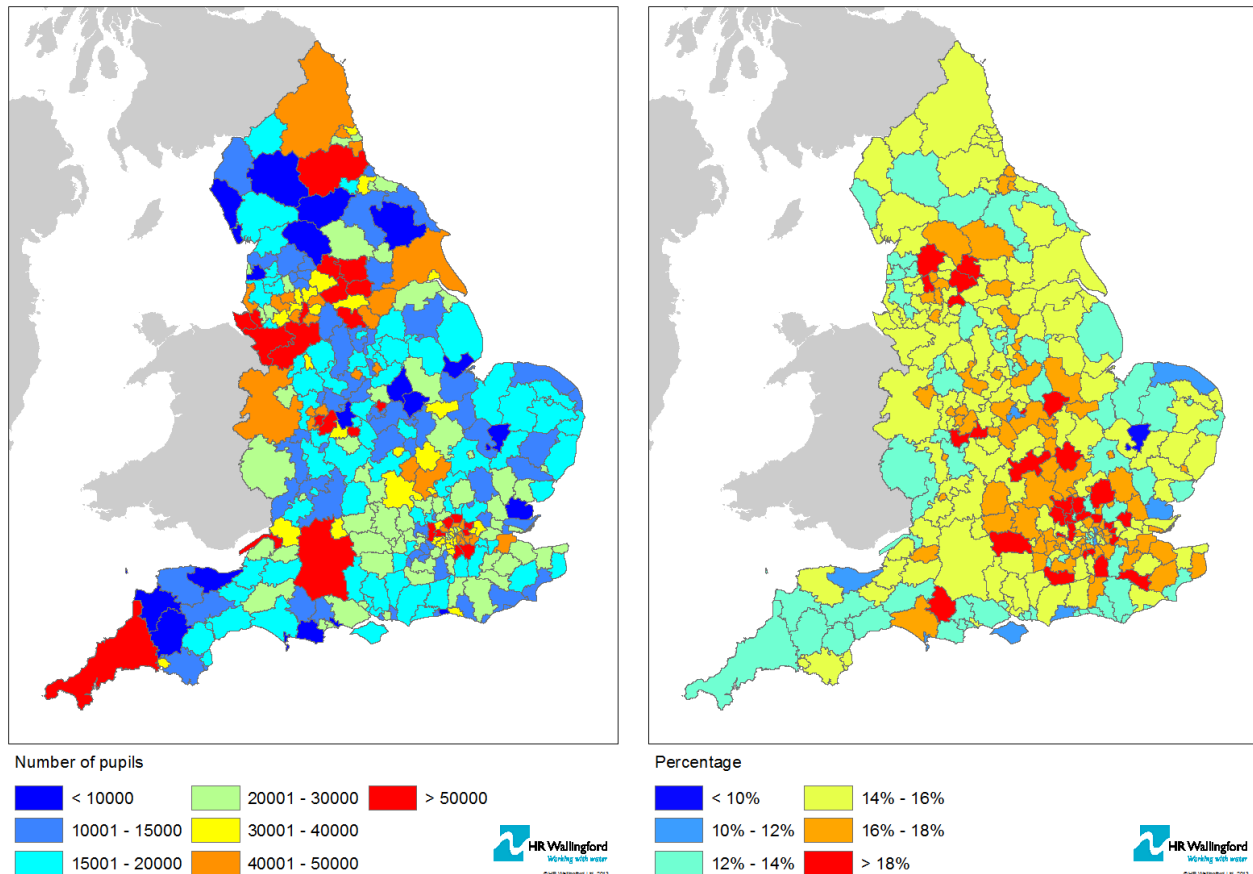 Number of pupils
< 10000
20001 - 30000
> 50000
10001 - 15000
30001 - 40000
15001 - 20000
40001 - 50000
HR Wallingford
Working with water
Percentage
< 10%
14% - 16%
10% - 12%
16% - 18%
12% - 14%
> 18%
HR Wallingford
Working with water